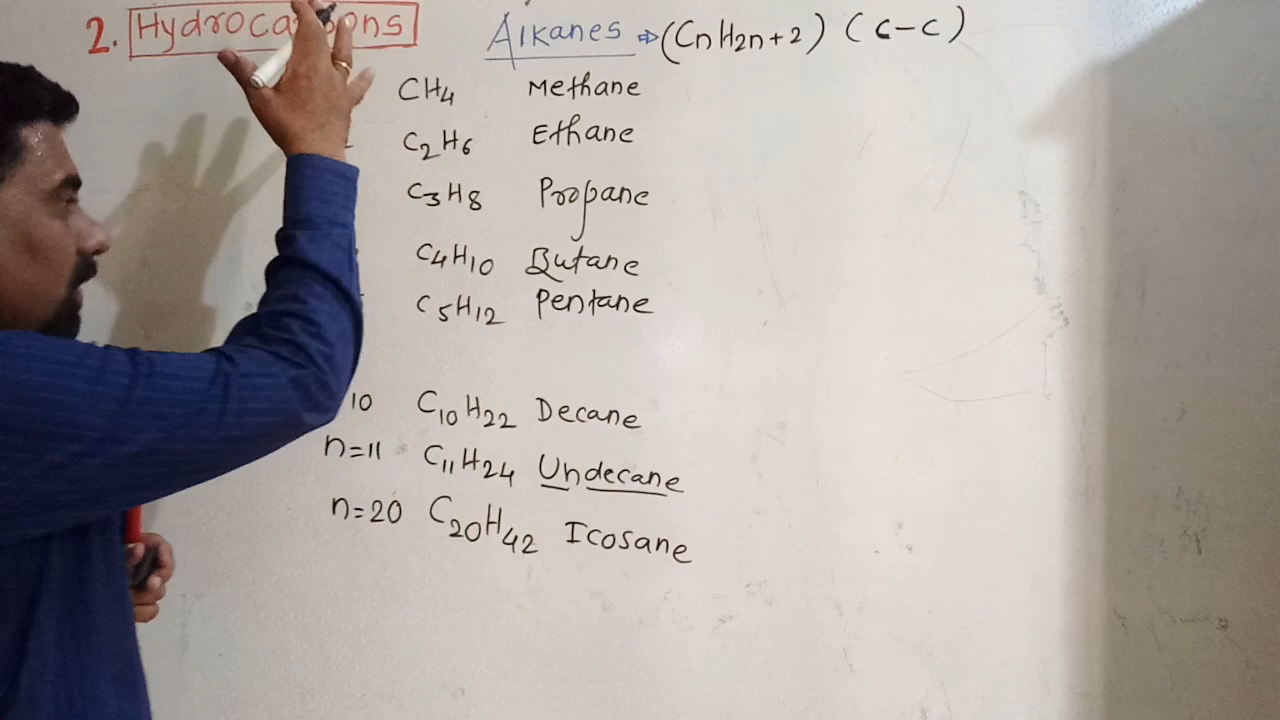 2. Hydrocarbons Alkanes ⇒ (CnH2n+2) (C-C)
CH4 Methane
C2H6 Ethane
C3H8 Propane
C4H10 Butane
C5H12 Pentane
10 C10H22 Decane
n=11 C11H24 Undecane
n=20 C20H42 Icosane